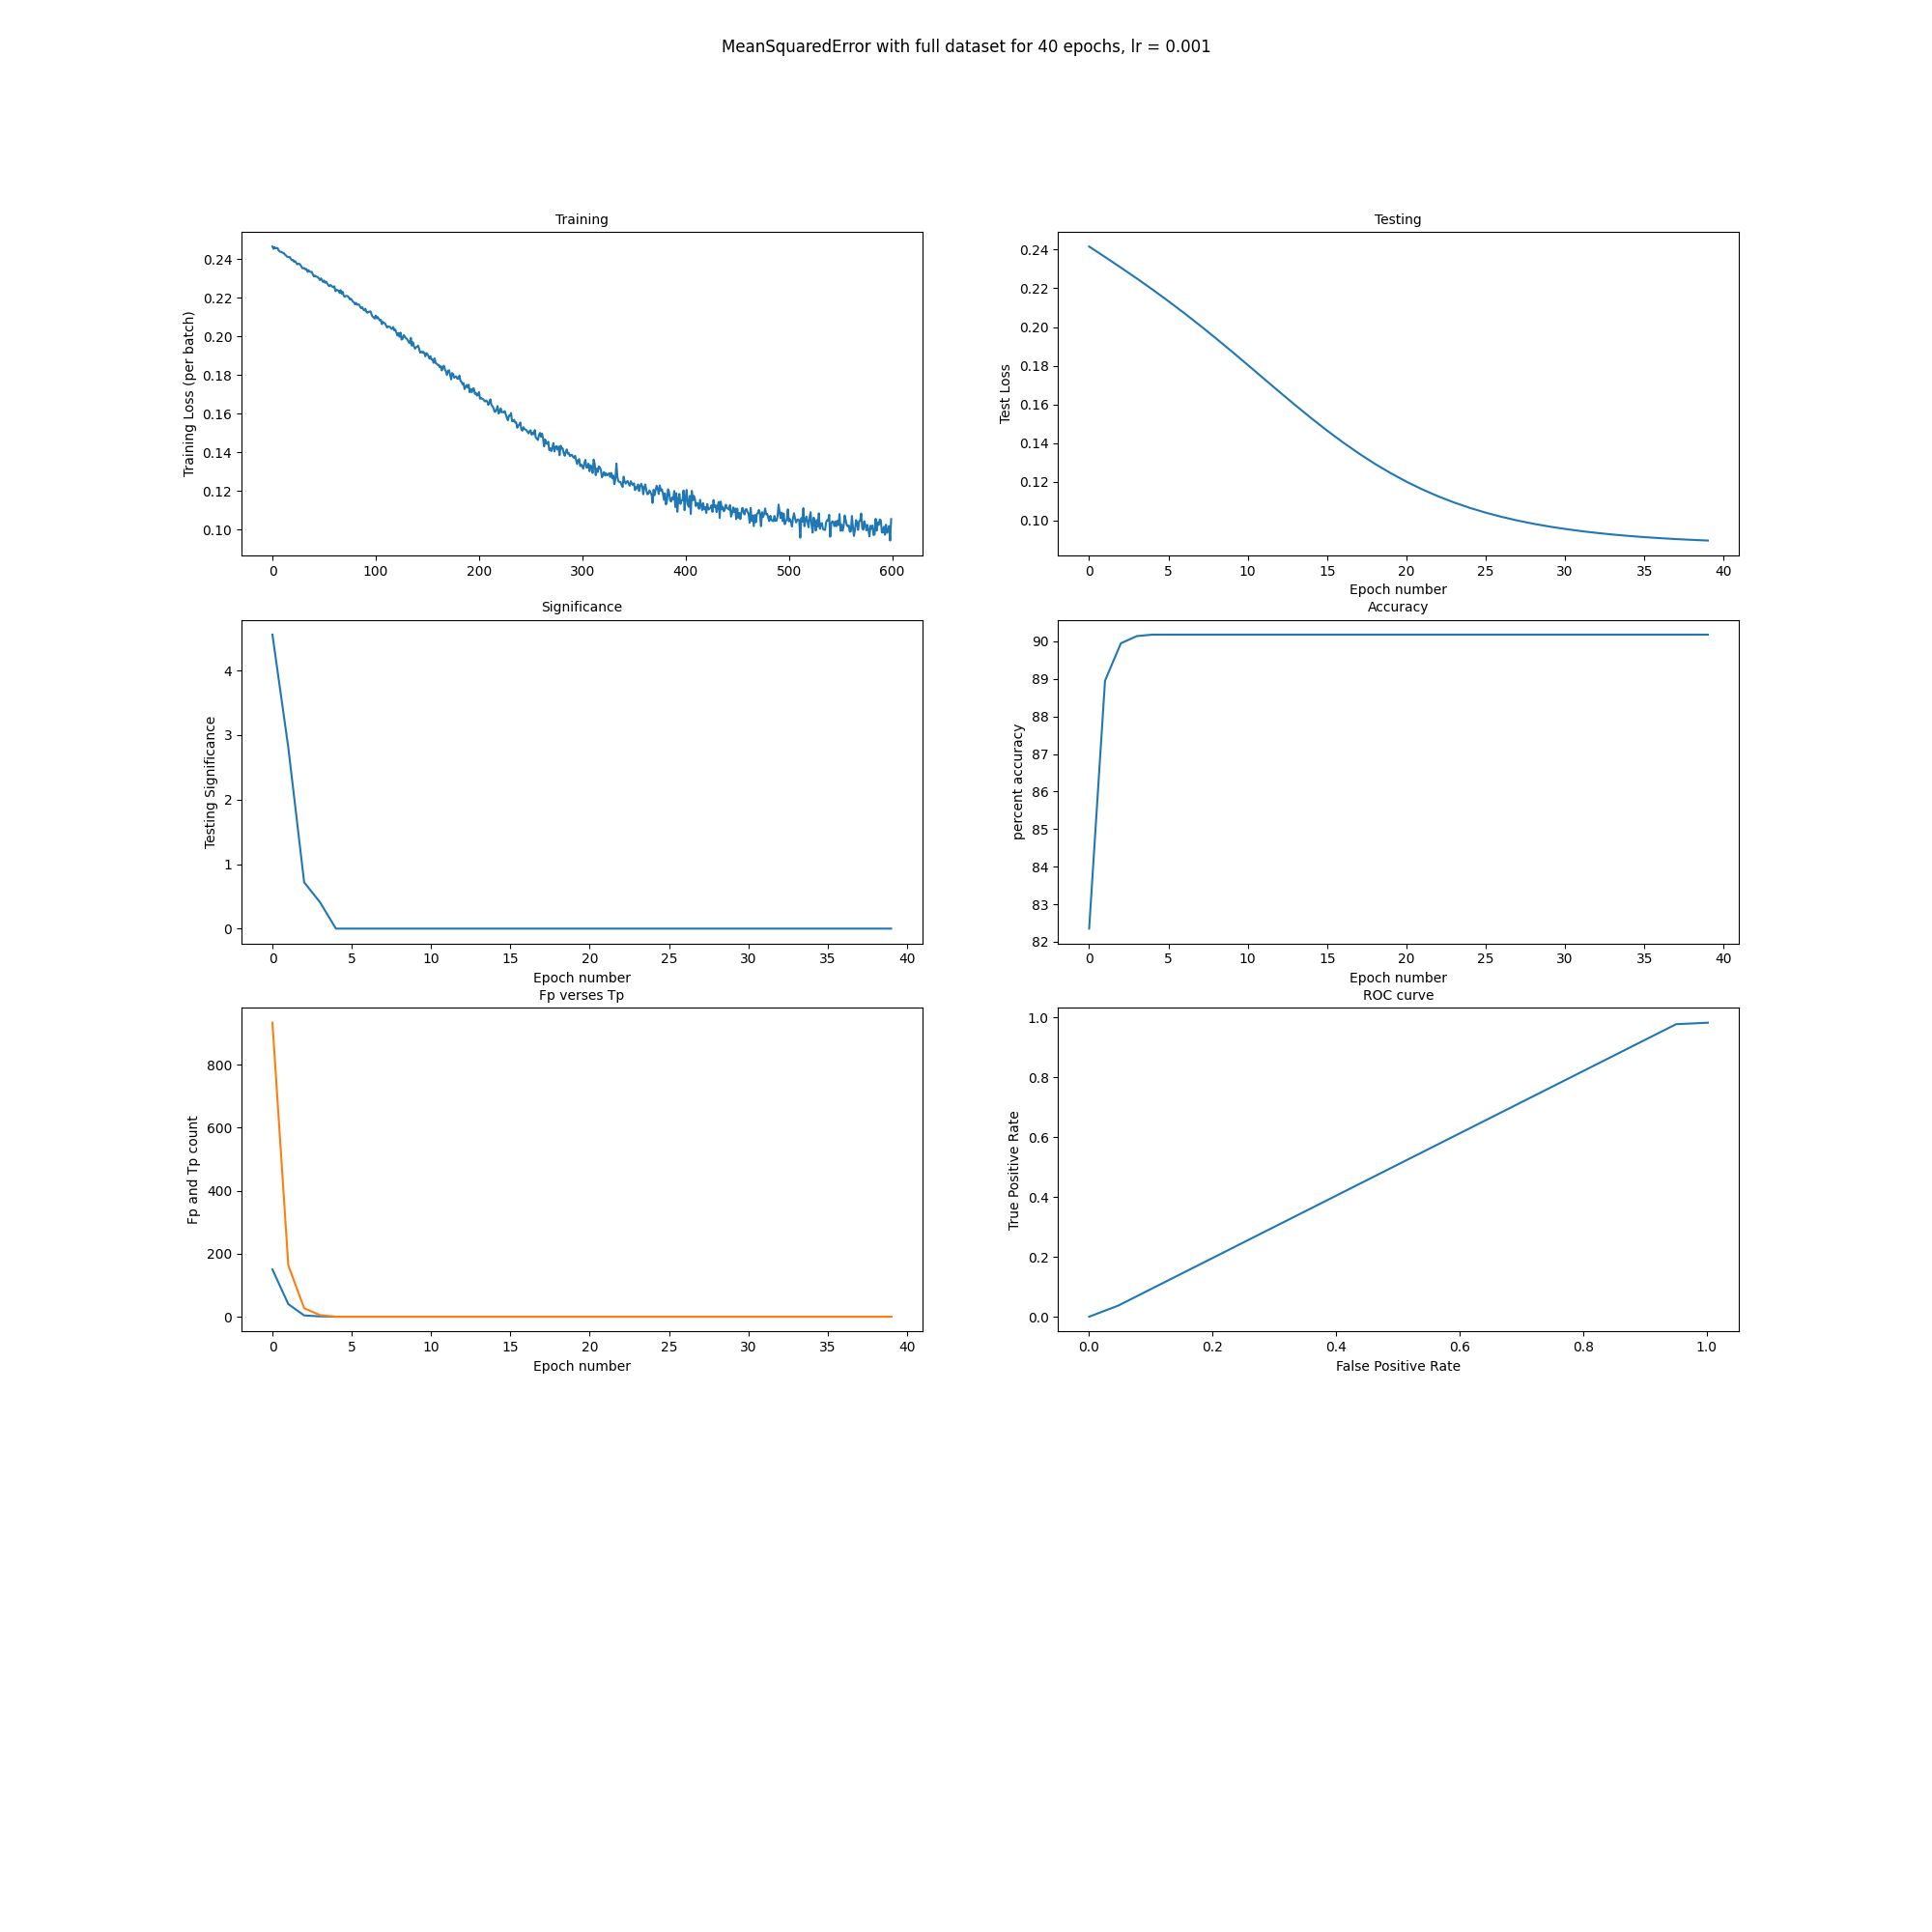 MeanSquaredError with full dataset for 40 epochs, lr = 0.001
Training
Training Loss (per batch)
0.24
0.22
0.20
0.18
0.16
0.14
0.12
0.10
0 100 200 300 400 500 600
Testing
Test Loss
0.24
0.22
0.20
0.18
0.16
0.14
0.12
0.10
0 5 10 15 20 25 30 35 40
Epoch number
Significance
Testing Significance
4
3
2
1
0
0 5 10 15 20 25 30 35 40
Epoch number
Accuracy
percent accuracy
90
89
88
87
86
85
84
83
82
0 5 10 15 20 25 30 35 40
Epoch number
Fp verses Tp
Fp and Tp count
800
600
400
200
0
0 5 10 15 20 25 30 35 40
Epoch number
ROC curve
True Positive Rate
1.0
0.8
0.6
0.4
0.2
0.0
0.0 0.2 0.4 0.6 0.8 1.0
False Positive Rate